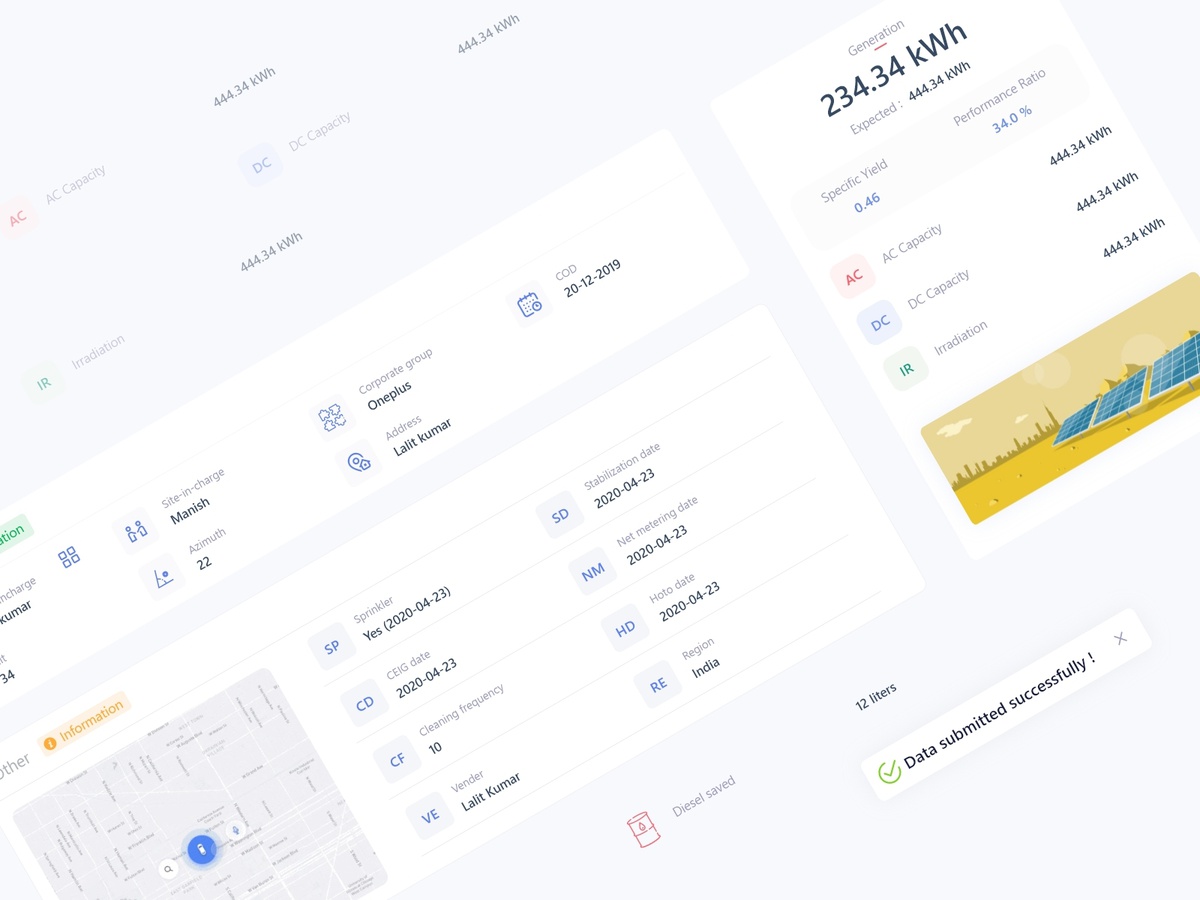 444.34 kWh
444.34 kWh
AC
AC Capacity
DC
DC Capacity
444.34 kWh
IR
Irradiation
Generation
234.34 kWh
Expected : 444.34 kWh
Specific Yield
0.46
Performance Ratio
34.0 %
AC
AC Capacity
444.34 kWh
DC
DC Capacity
444.34 kWh
IR
Irradiation
444.34 kWh
COD
20-12-2019
Corporate group
Oneplus
Address
Lalit kumar
Site-in-charge
Manish
Azimuth
22
34
Other
Information
SP
Sprinkler
Yes (2020-04-23)
SD
Stabilization date
2020-04-23
CD
CEIG date
2020-04-23
NM
Net metering date
2020-04-23
CF
Cleaning frequency
10
HD
Hoto date
2020-04-23
VE
Vender
Lalit Kumar
RE
Region
India
Diesel saved
12 liters
Data submitted successfully !